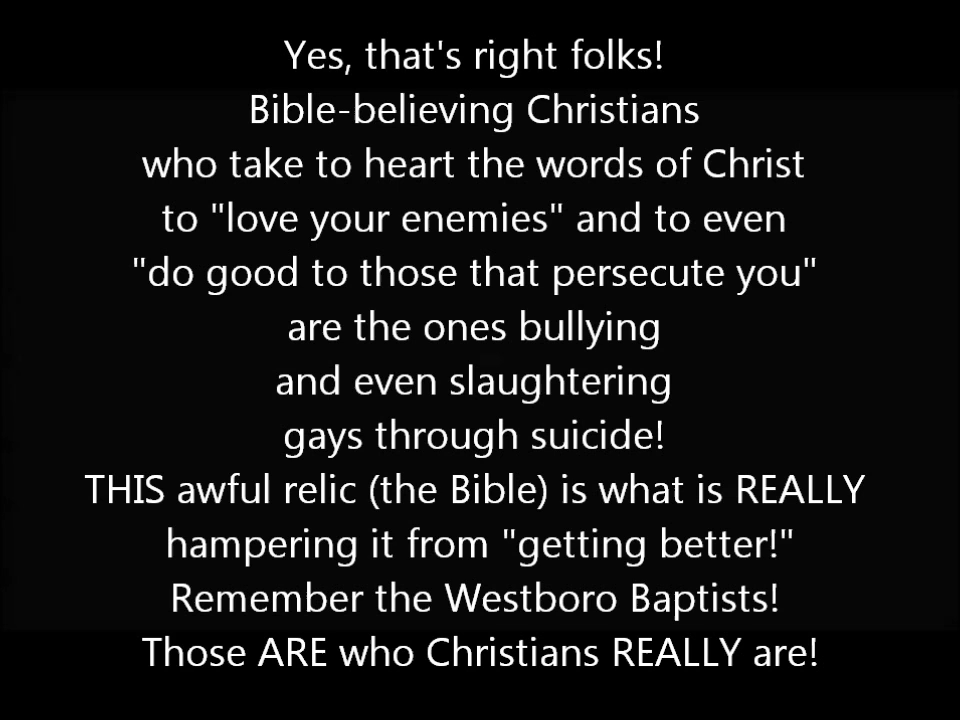 Yes, that's right folks!
Bible-believing Christians
who take to heart the words of Christ
to "love your enemies" and to even
"do good to those that persecute you"
are the ones bullying
and even slaughtering
gays through suicide!
THIS awful relic (the Bible) is what is REALLY
hampering it from "getting better!"
Remember the Westboro Baptists!
Those ARE who Christians REALLY are!